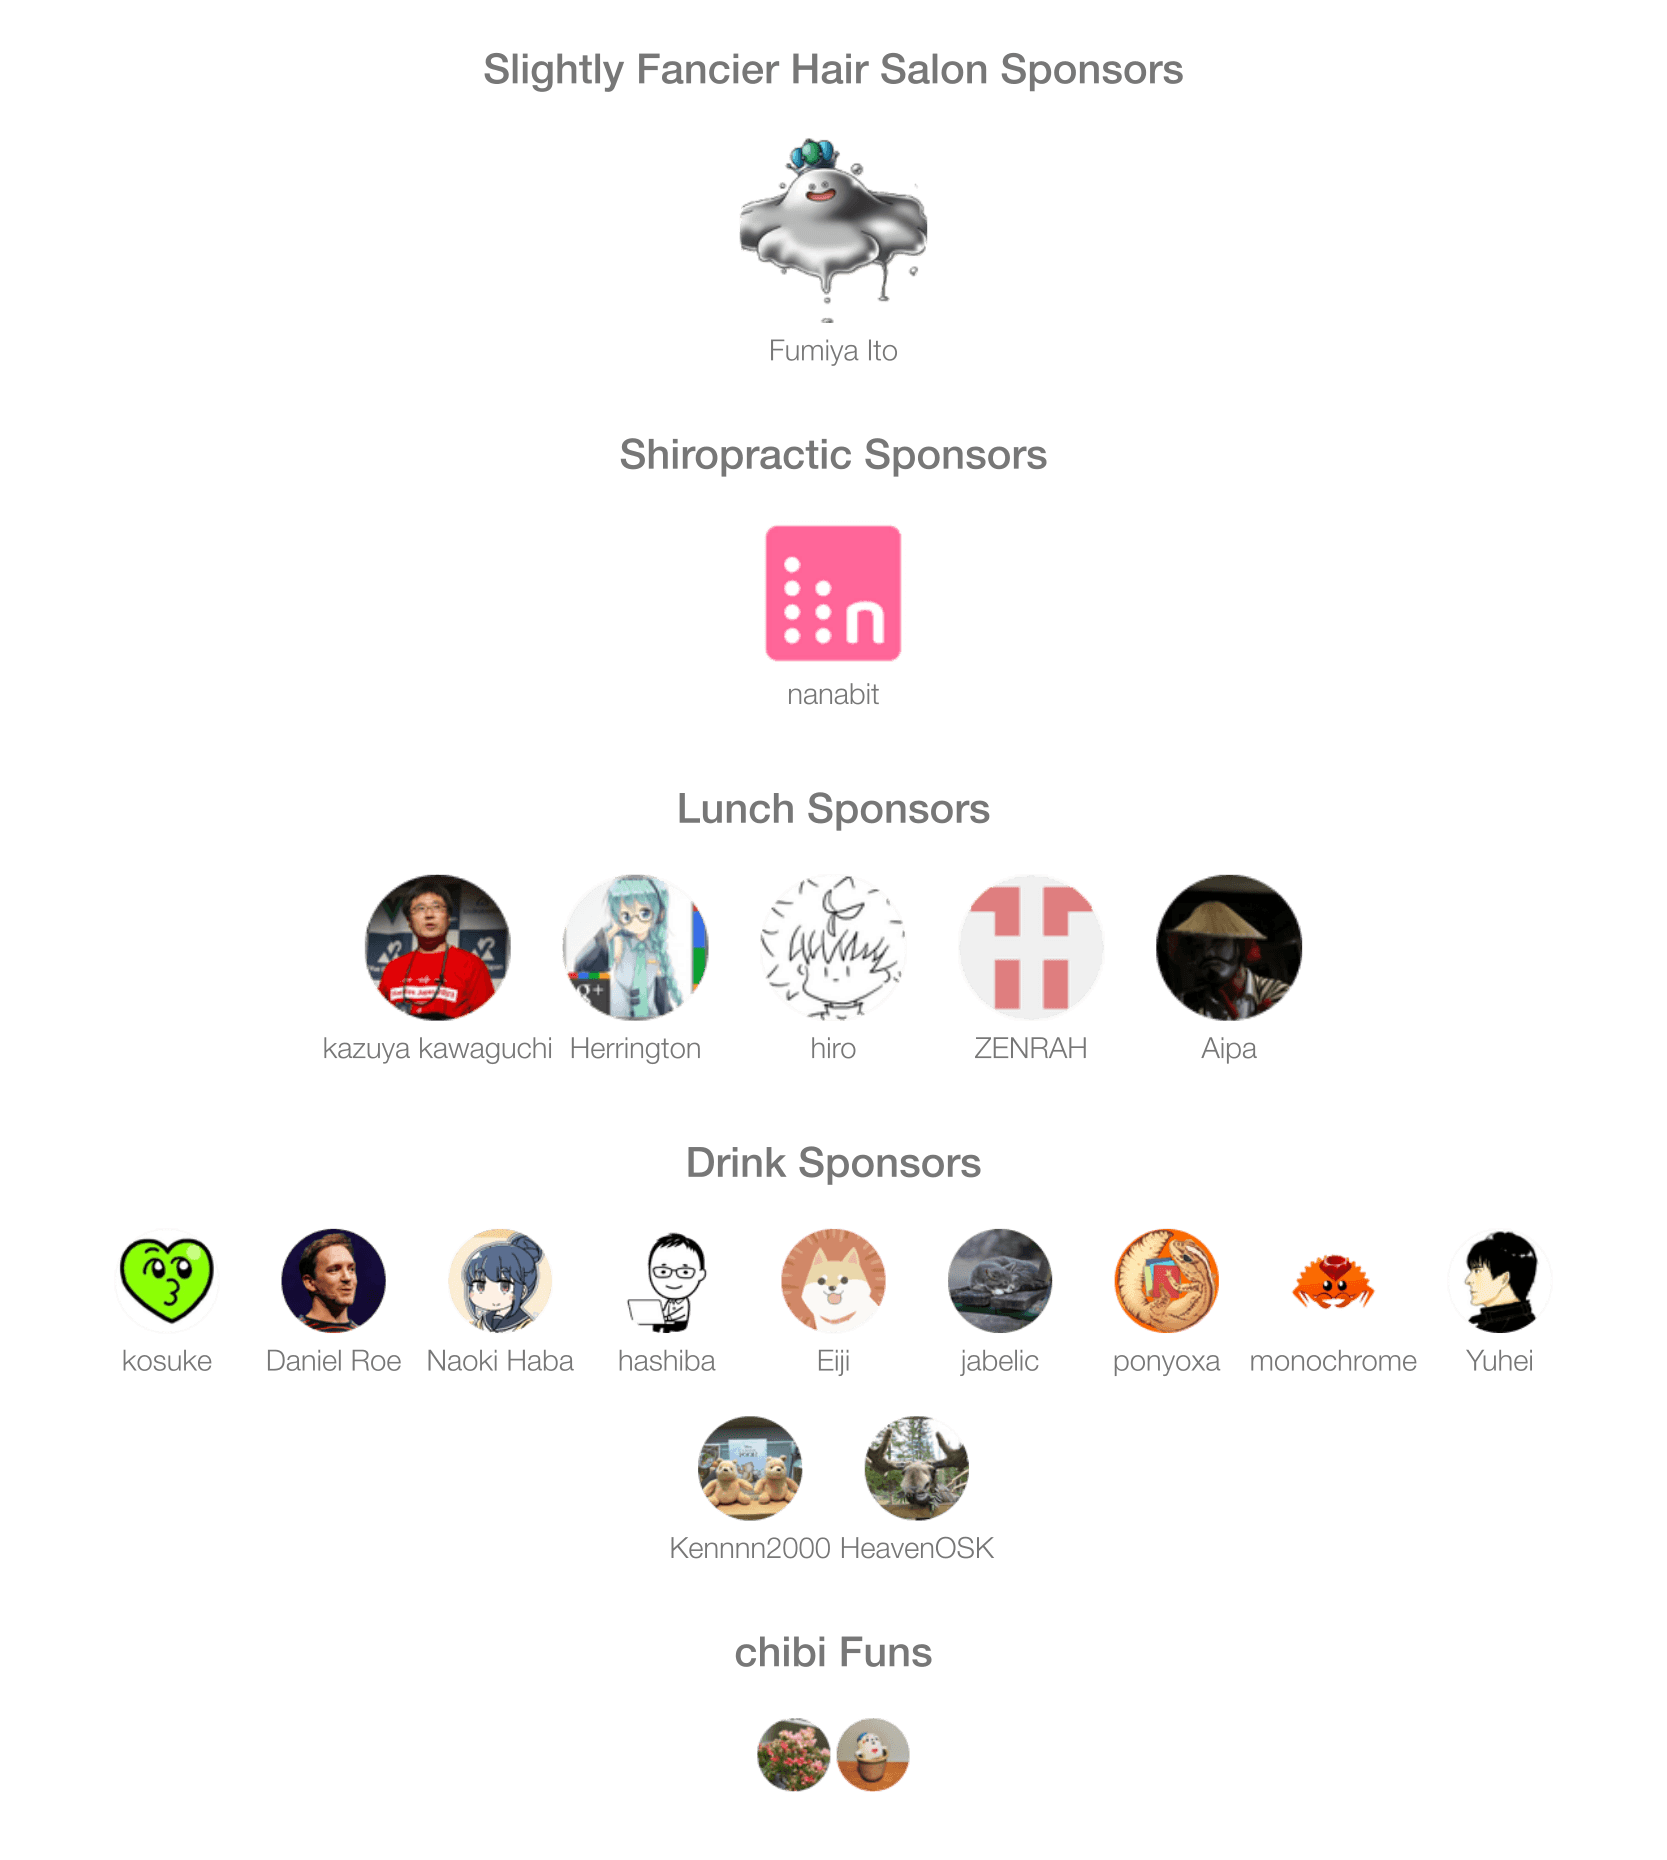 Slightly Fancier Hair Salon Sponsors
Fumiya Ito
Shiropractic Sponsors
n
nanabit
Lunch Sponsors
g+
kazuya kawaguchi Herrington hiro ZENRAH Aipa
Drink Sponsors
kosuke Daniel Roe Naoki Haba hashiba Eiji jabelic ponyoxa monochrome Yuhei
Kennnn2000 HeavenOSK
chibi Funs